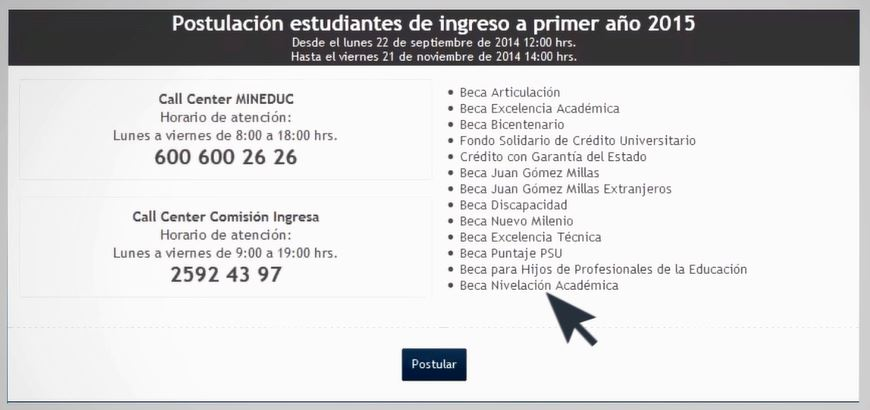 Postulación estudiantes de ingreso a primer año 2015
Desde el lunes 22 de septiembre de 2014 12:00 hrs.
Hasta el viernes 21 de noviembre de 2014 14:00 hrs.
Call Center MINEDUC
Horario de atención:
Lunes a viernes de 8:00 a 18:00 hrs.
600 600 26 26
Call Center Comisión Ingresa
Horario de atención:
Lunes a viernes de 9:00 a 19:00 hrs.
2592 43 97
• Beca Articulación
• Beca Excelencia Académica
• Beca Bicentenario
• Fondo Solidario de Crédito Universitario
• Crédito con Garantía del Estado
• Beca Juan Gómez Millas
• Beca Juan Gómez Millas Extranjeros
• Beca Discapacidad
• Beca Nuevo Milenio
• Beca Excelencia Técnica
• Beca Puntaje PSU
• Beca para Hijos de Profesionales de la Educación
• Beca Nivelación Académica
Postular